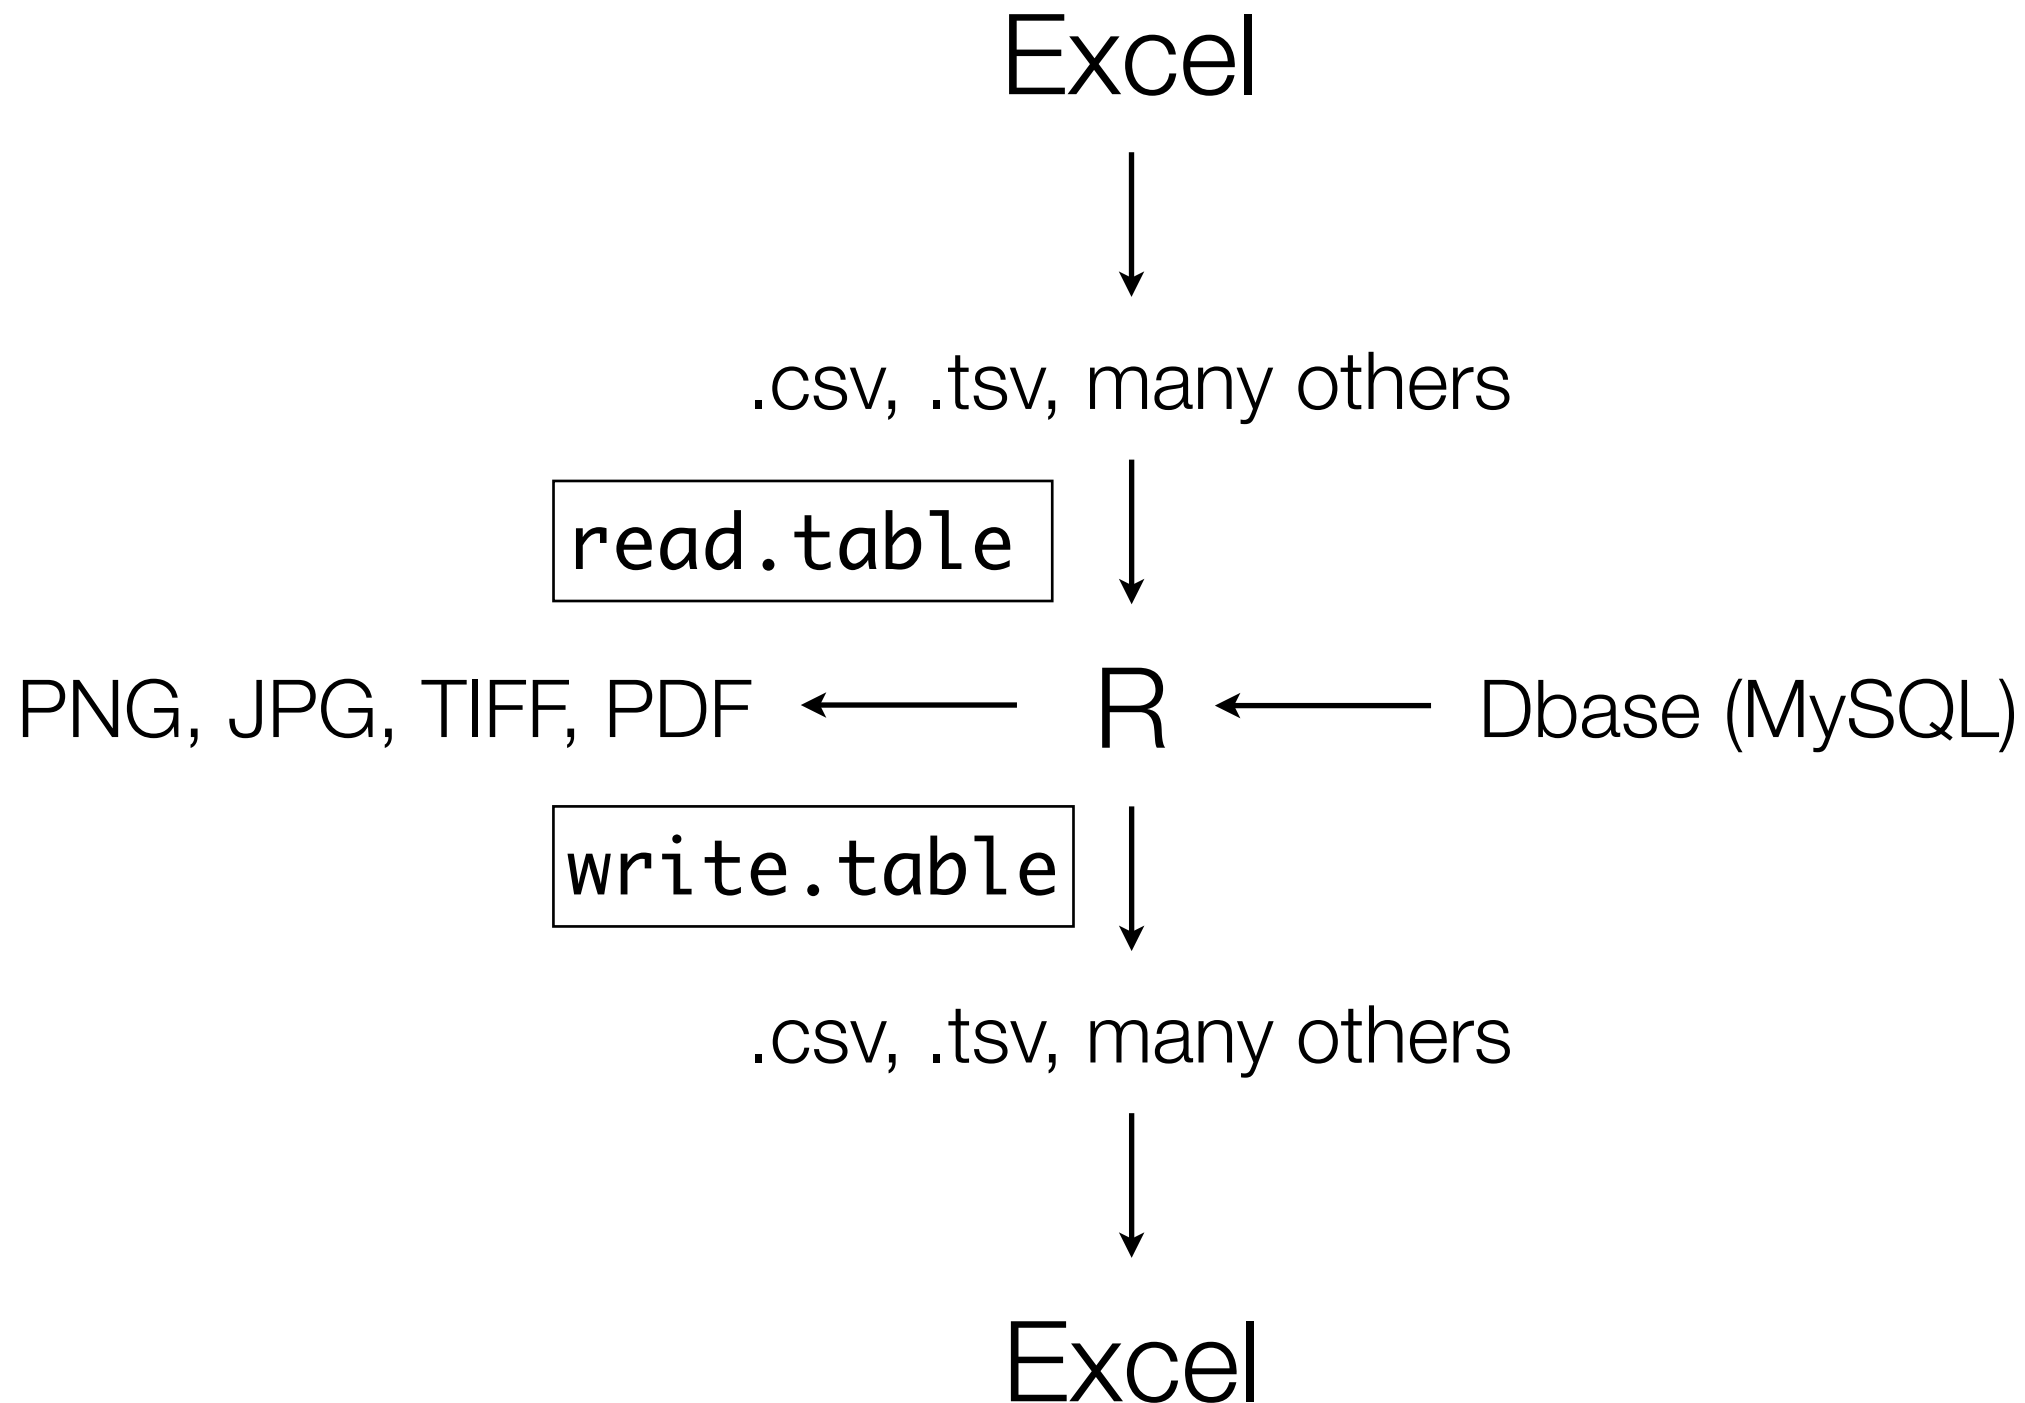 Excel
.csv, .tsv, many others
read.table
PNG, JPG, TIFF, PDF
R
Dbase (MySQL)
write.table
.csv, .tsv, many others
Excel